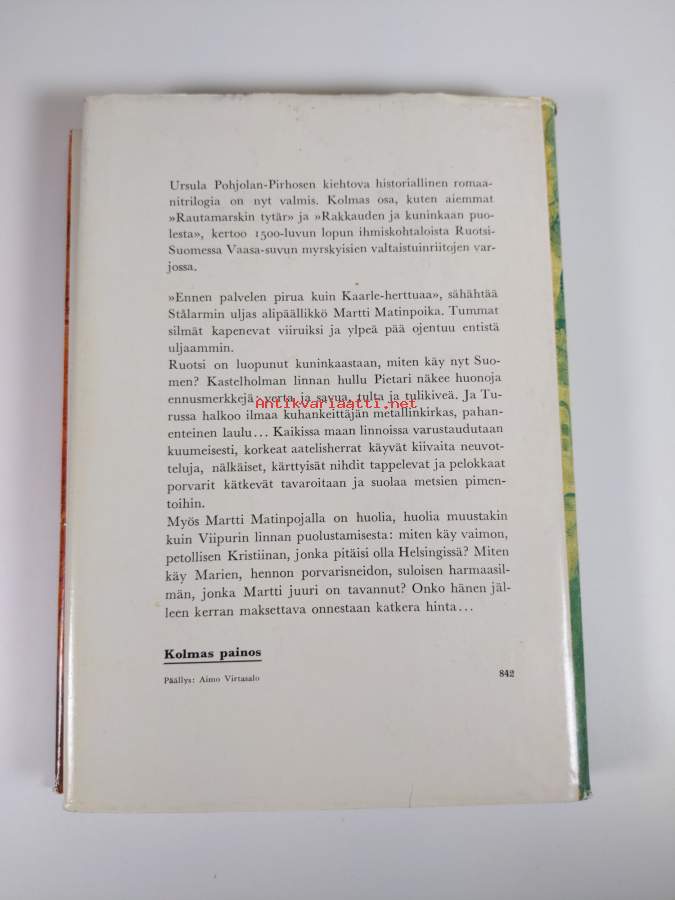 Ursula Pohjolan-Pirhosen kiehtova historiallinen romaa-
nitrilogia on nyt valmis. Kolmas osa, kuten aiemmat
»Rautamarskin tytär» ja »Rakkauden ja kuninkaan puo-
lesta», kertoo 1500-luvun lopun ihmiskohtaloista Ruotsi-
Suomessa Vaasa-suvun myrskyisien valtaistuinriitojen var-
jossa.
»Ennen palvelen pirua kuin Kaarle-herttuaa», sähähtää
Stålarmin uljas alipäällikkö Martti Matinpoika. Tummat
silmät kapenevat viiruiksi ja ylpeä pää ojentuu entistä
uljaammin.
Ruotsi on luopunut kuninkaastaan, miten käy nyt Suo-
men? Kastelholman linnan hullu Pietari näkee huonoja
ennusmerkkejä: verta ja savua, tulta ja tulikiveä. Ja Tu-
Antikvariaatti.net
russa halkoo ilmaa kuhankeittäjän metallinkirkas, pahan-
enteinen laulu... Kaikissa maan linnoissa varustaudutaan
kuumeisesti, korkeat aatelisherrat käyvät kiivaita neuvot-
teluja, nälkäiset, kärttyisät nihdit tappelevat ja pelokkaat
porvarit kätkevät tavaroitaan ja suolaa metsien pimen-
toihin.
Myös Martti Matinpojalla on huolia, huolia muustakin
kuin Viipurin linnan puolustamisesta: miten käy vaimon,
petollisen Kristiinan, jonka pitäisi olla Helsingissä? Miten
käy Marien, hennon porvarisneidon, suloisen harmaasil-
män, jonka Martti juuri on tavannut? Onko hänen jäl-
leen kerran maksettava onnestaan katkera hinta...
Kolmas painos
Päällys: Aimo Virtasalo
842